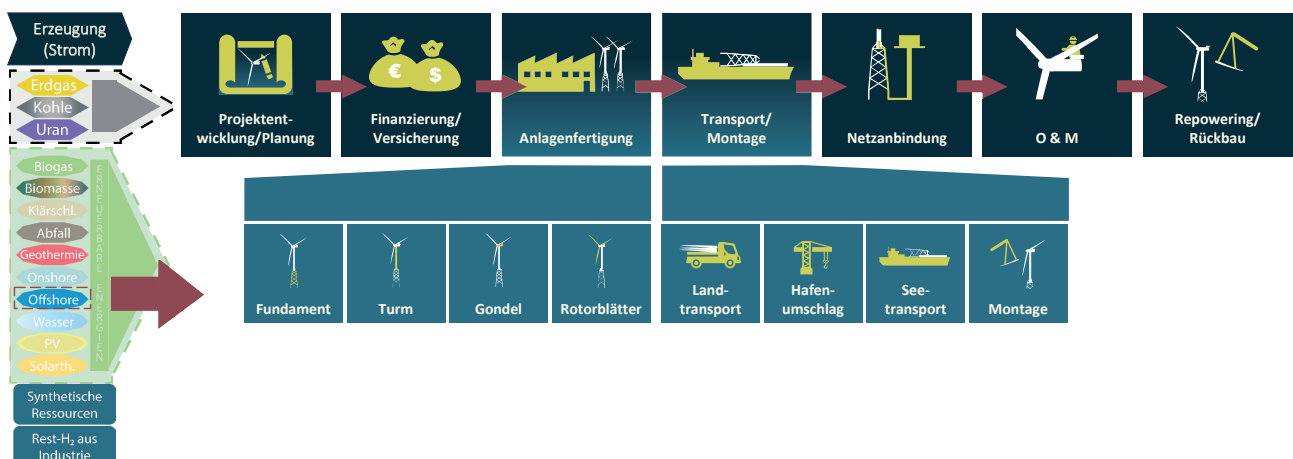 Erzeugung
(Strom)
Erdgas
Kohle
Uran
Biogas
Biomasse
Klärschl.
Abfall
Geothermie
Onshore
Offshore
Wasser
PV
Solarth.
ERNEUERBARE ENERGIEN
Synthetische
Ressourcen
Rest-H₂ aus
Industrie
Projektent-
wicklung/Planung
€ $
Finanzierung/
Versicherung
Anlagenfertigung
Transport/
Montage
Netzanbindung
O & M
Repowering/
Rückbau
Fundament
Turm
Gondel
Rotorblätter
Land-
transport
Hafen-
umschlag
See-
transport
Montage